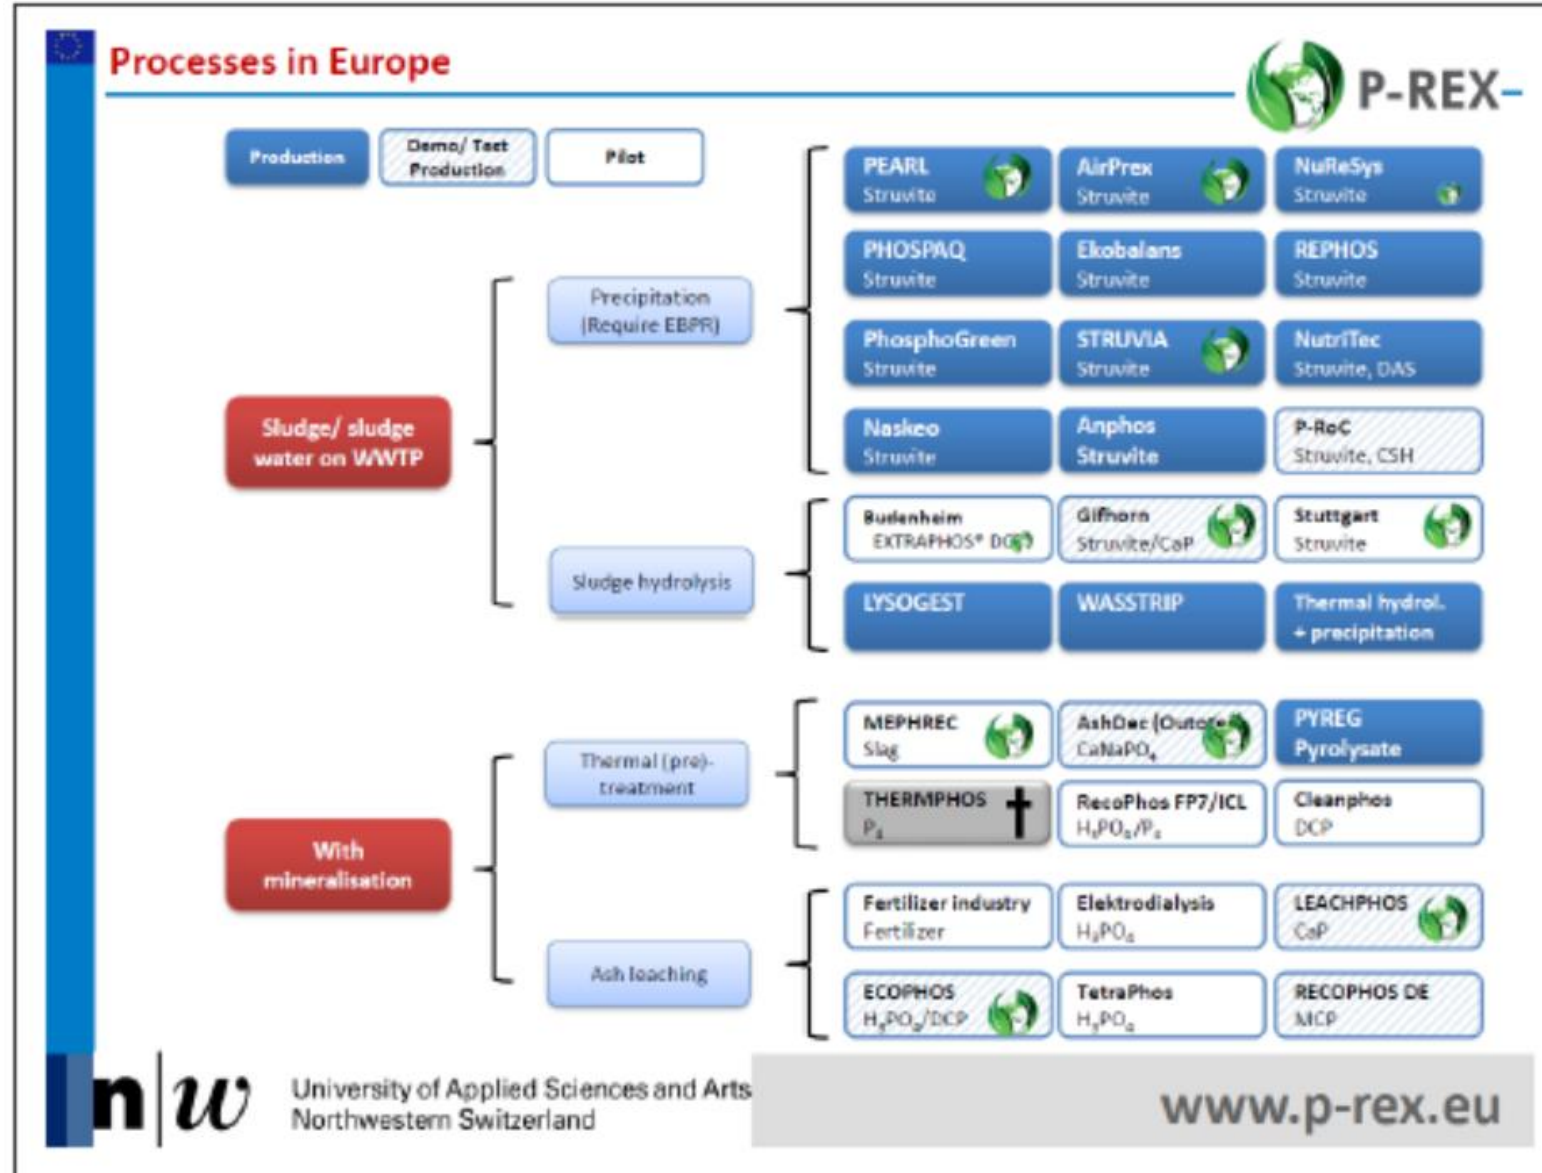 Processes in Europe
P-REX
Production
Demo/ Test
Production
Pilot
Sludge/ sludge
water on WWTP
Precipitation
(Require EBPR)
PEARL
Struvite
AirPrex
Struvite
NuReSys
Struvite
PHOSPAQ
Struvite
Ekobalans
Struvite
REPHOS
Struvite
PhosphoGreen
Struvite
STRUVIA
Struvite
NutriTec
Struvite, DAS
Naskeo
Struvite
Anphos
Struvite
P-RoC
Struvite, CSH
Sludge hydrolysis
Budenheim
EXTRAPHOS®
Gifhorn
Struvite/CaP
Stuttgart
Struvite
LYSOGEST
WASSTRIP
Thermal hydrol.
+ precipitation
With
mineralisation
Thermal (pre)-
treatment
MEPHREC
Slag
AshDec
CaNaPO₄
PYREG
Pyrolysate
THERMPHOS
P₄
RecoPhos FP7/ICL
H₃PO₄/P₄
Cleanphos
DCP
Ash leaching
Fertilizer industry
Fertilizer
Elektrodialysis
H₃PO₄
LEACHPHOS
CaP
ECOPHOS
H₃PO₄/DCP
TetraPhos
H₃PO₄
RECOPHOS DE
MCP
n|w
University of Applied Sciences and Arts
Northwestern Switzerland
www.p-rex.eu